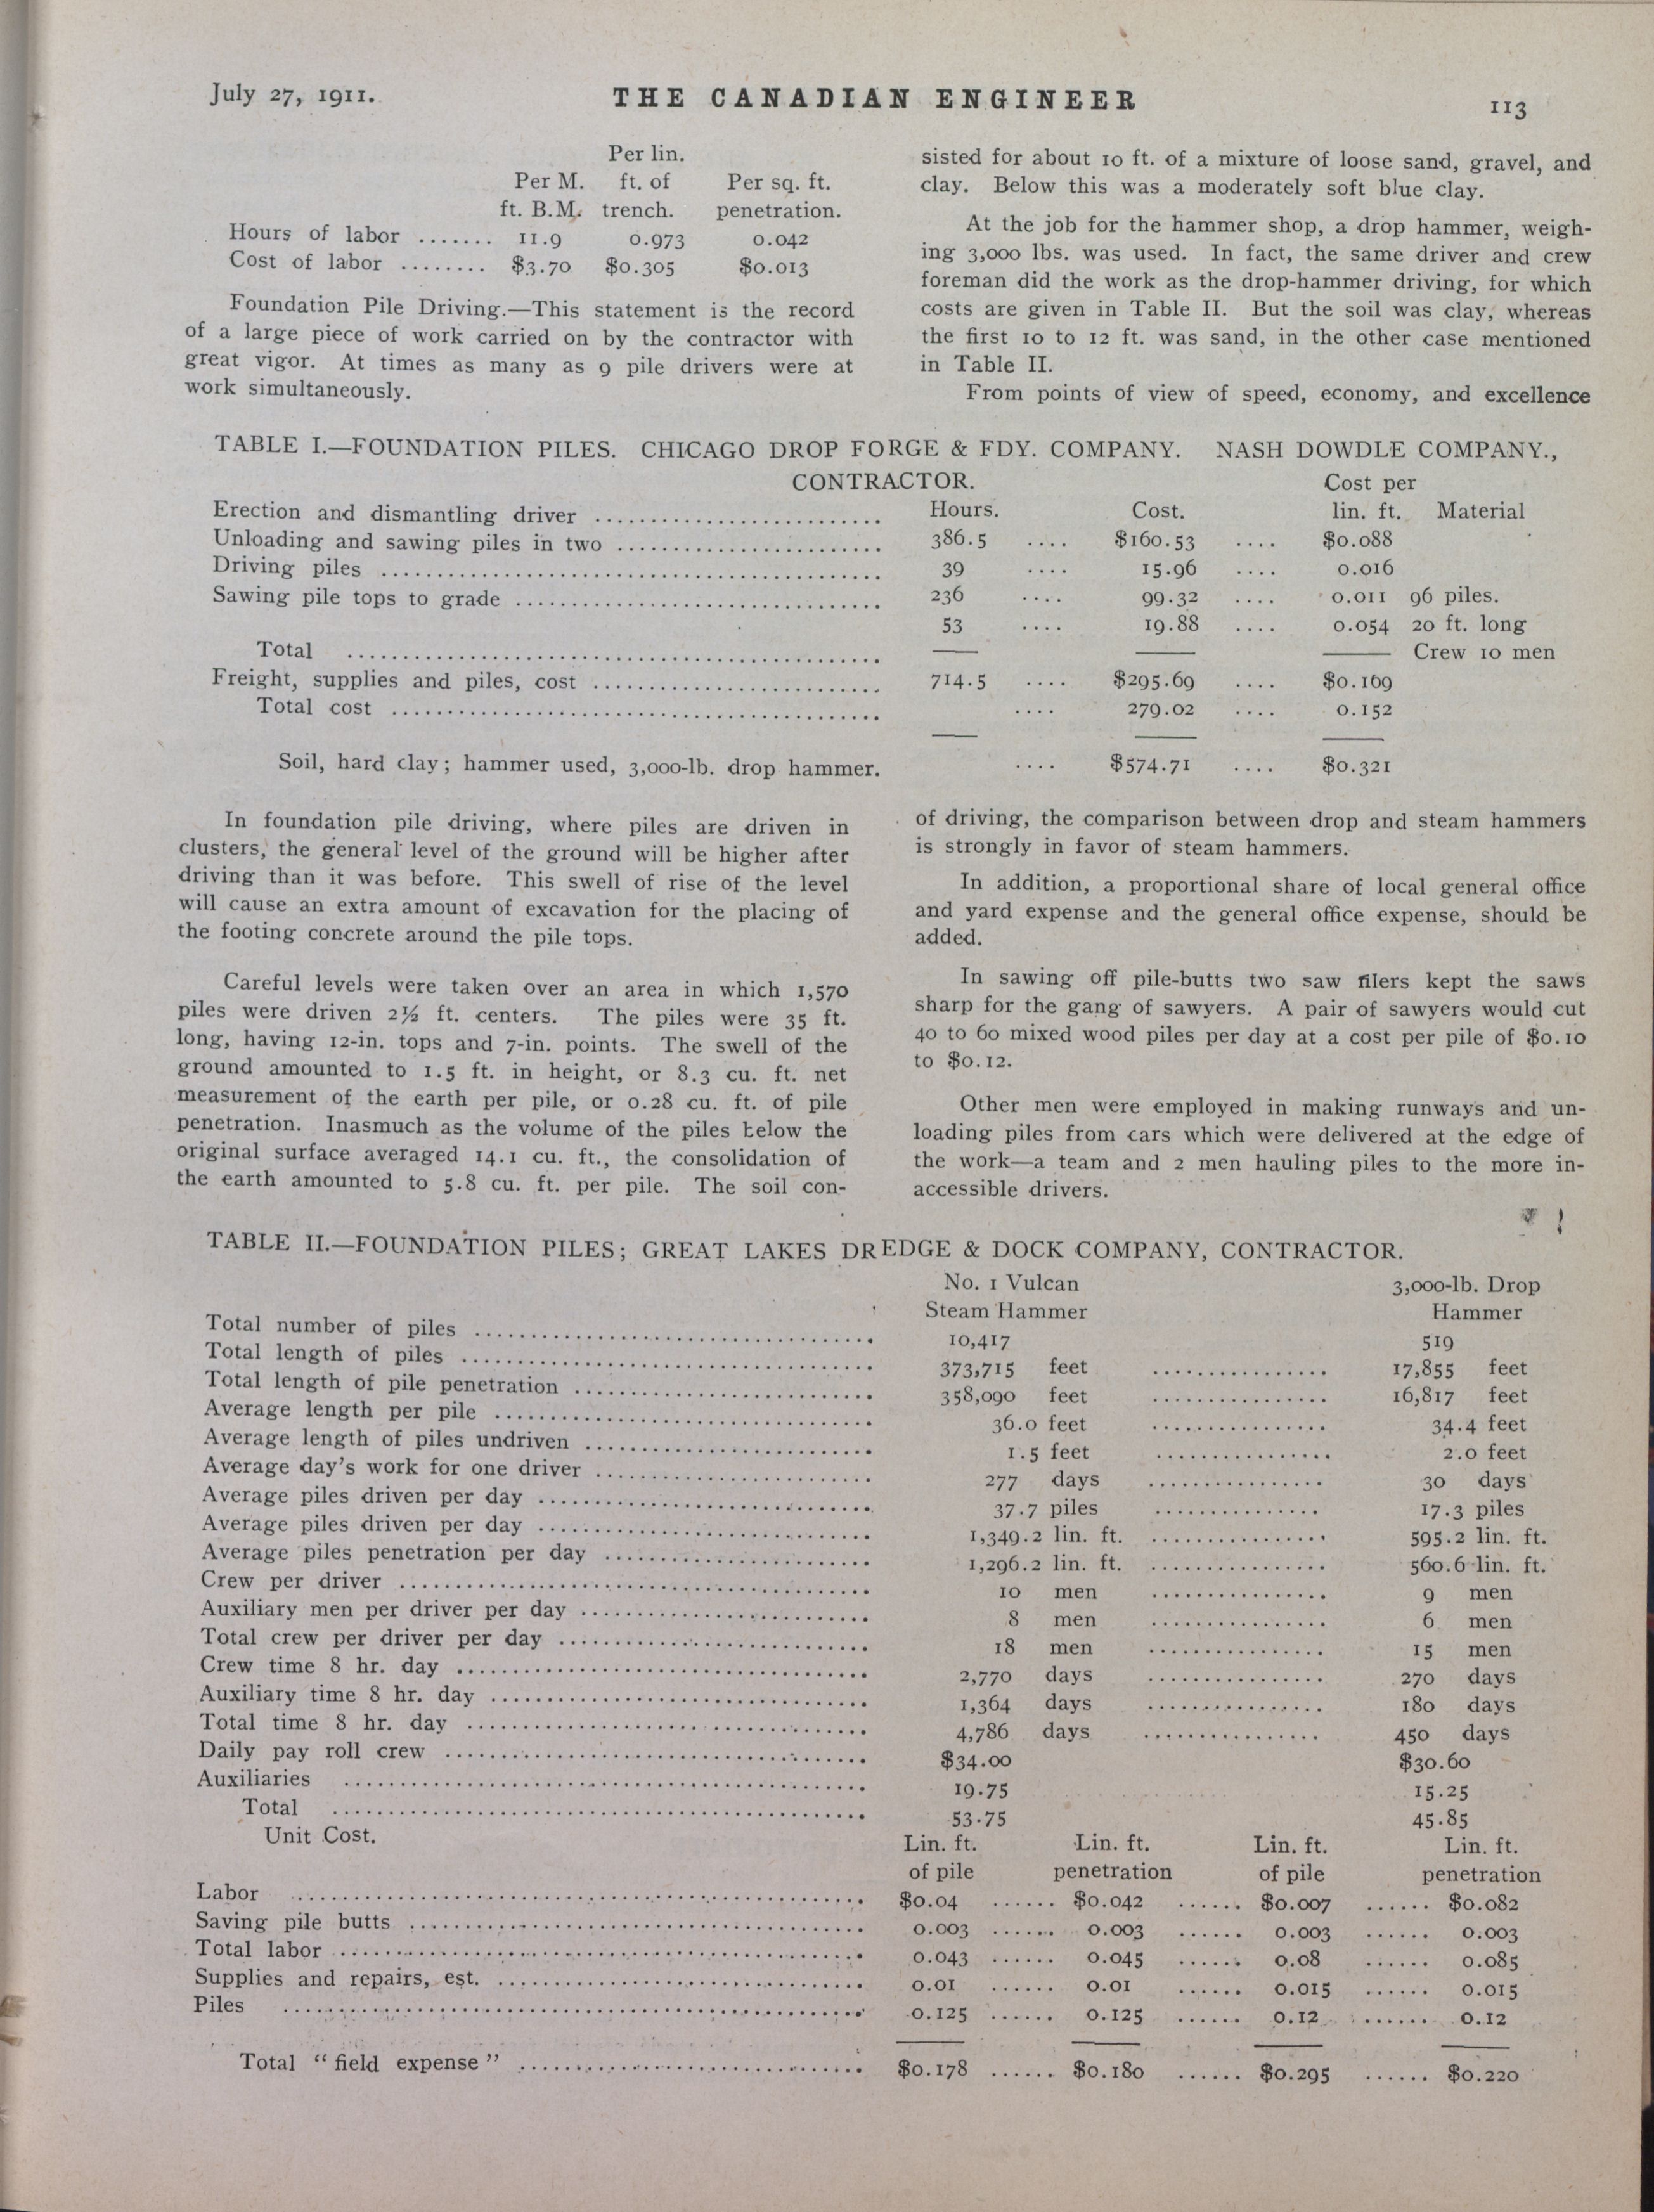 July 27, 1911.
THE CANADIAN ENGINEER
113
Per lin.
Per M. ft. of Per sq. ft.
ft. B.M. trench. penetration.
Hours of labor ....... 11.9 0.973 0.042
Cost of labor ........ $3.70 $0.305 $0.013
Foundation Pile Driving.—This statement is the record
of a large piece of work carried on by the contractor with
great vigor. At times as many as 9 pile drivers were at
work simultaneously.
sisted for about 10 ft. of a mixture of loose sand, gravel, and
clay. Below this was a moderately soft blue clay.
At the job for the hammer shop, a drop hammer, weigh-
ing 3,000 lbs. was used. In fact, the same driver and crew
foreman did the work as the drop-hammer driving, for which
costs are given in Table II. But the soil was clay, whereas
the first 10 to 12 ft. was sand, in the other case mentioned
in Table II.
From points of view of speed, economy, and excellence
TABLE I.—FOUNDATION PILES. CHICAGO DROP FORGE & FDY. COMPANY. NASH DOWDLE COMPANY.,
CONTRACTOR. Cost per
Erection and dismantling driver .......................... Hours. Cost. lin. ft. Material
Unloading and sawing piles in two ........................ 386.5 .... $160.53 .... $0.088
Driving piles ............................................. 39 .... 15.96 .... 0.016
Sawing pile tops to grade ................................. 236 .... 99.32 .... 0.011 96 piles.
53 .... 19.88 .... 0.054 20 ft. long
Total ................................................ Crew 10 men
Freight, supplies and piles, cost .......................... 714.5 .... $295.69 .... $0.169
Total cost ............................................ .... 279.02 .... 0.152
Soil, hard clay; hammer used, 3,000-lb. drop hammer. .... $574.71 .... $0.321
In foundation pile driving, where piles are driven in
clusters, the general level of the ground will be higher after
driving than it was before. This swell of rise of the level
will cause an extra amount of excavation for the placing of
the footing concrete around the pile tops.
Careful levels were taken over an area in which 1,570
piles were driven 2½ ft. centers. The piles were 35 ft.
long, having 12-in. tops and 7-in. points. The swell of the
ground amounted to 1.5 ft. in height, or 8.3 cu. ft. net
measurement of the earth per pile, or 0.28 cu. ft. of pile
penetration. Inasmuch as the volume of the piles below the
original surface averaged 14.1 cu. ft., the consolidation of
the earth amounted to 5.8 cu. ft. per pile. The soil con-
of driving, the comparison between drop and steam hammers
is strongly in favor of steam hammers.
In addition, a proportional share of local general office
and yard expense and the general office expense, should be
added.
In sawing off pile-butts two saw filers kept the saws
sharp for the gang of sawyers. A pair of sawyers would cut
40 to 60 mixed wood piles per day at a cost per pile of $0.10
to $0.12.
Other men were employed in making runways and un-
loading piles from cars which were delivered at the edge of
the work—a team and 2 men hauling piles to the more in-
accessible drivers.
TABLE II.—FOUNDATION PILES; GREAT LAKES DREDGE & DOCK COMPANY, CONTRACTOR.
No. 1 Vulcan 3,000-lb. Drop
Steam Hammer Hammer
Total number of piles .................................... 10,417 519
Total length of piles ..................................... 373,715 feet ................ 17,855 feet
Total length of pile penetration ........................... 358,090 feet ................ 16,817 feet
Average length per pile .................................. 36.0 feet ................ 34.4 feet
Average length of piles undriven .......................... 1.5 feet ................ 2.0 feet
Average day's work for one driver ......................... 277 days ................ 30 days
Average piles driven per day .............................. 37.7 piles ............... 17.3 piles
Average piles driven per day .............................. 1,349.2 lin. ft. ................ 595.2 lin. ft.
Average piles penetration per day ........................ 1,296.2 lin. ft. ................ 560.6 lin. ft.
Crew per driver ........................................... 10 men ................ 9 men
Auxiliary men per driver per day .......................... 8 men ................ 6 men
Total crew per driver per day ............................ 18 men ................ 15 men
Crew time 8 hr. day ...................................... 2,770 days ................ 270 days
Auxiliary time 8 hr. day .................................. 1,364 days ................ 180 days
Total time 8 hr. day .................................... 4,786 days ................ 450 days
Daily pay roll crew ...................................... $34.00 $30.60
Auxiliaries ............................................... 19.75 15.25
Total ................................................ 53.75 45.85
Unit Cost. Lin. ft. Lin. ft. Lin. ft. Lin. ft.
of pile penetration of pile penetration
Labor .................................................... $0.04 ...... $0.042 ...... $0.007 ...... $0.082
Saving pile butts ......................................... 0.003 ...... 0.003 ...... 0.003 ...... 0.003
Total labor ............................................... 0.043 ...... 0.045 ...... 0.08 ...... 0.085
Supplies and repairs, est. ................................. 0.01 ...... 0.01 ...... 0.015 ...... 0.015
Piles .................................................... 0.125 ...... 0.125 ...... 0.12 ...... 0.12
Total “field expense” ............................... $0.178 ...... $0.180 ...... $0.295 ...... $0.220